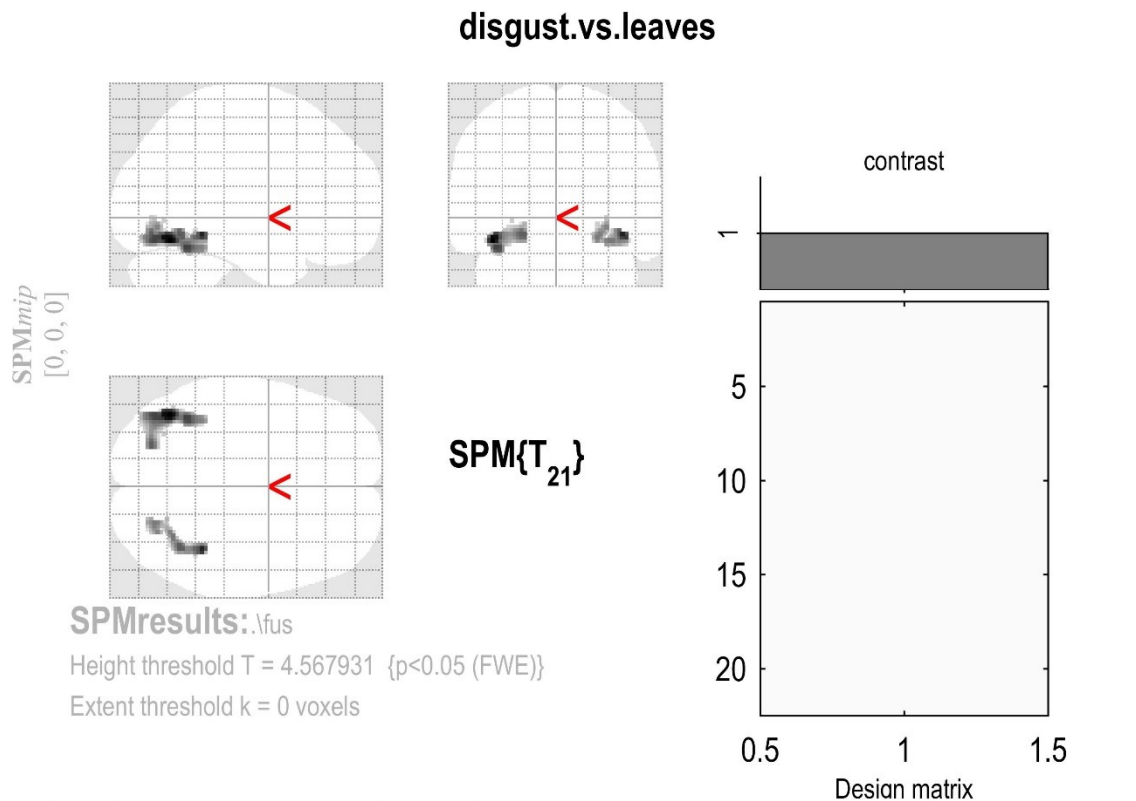 disgust.vs.leaves
contrast
1
SPMmip
[0, 0, 0]
<
<
<
SPM{T21}
5
10
15
20
0.5 1 1.5
Design matrix
SPMresults:.\fus
Height threshold T = 4.567931 {p<0.05 (FWE)}
Extent threshold k = 0 voxels